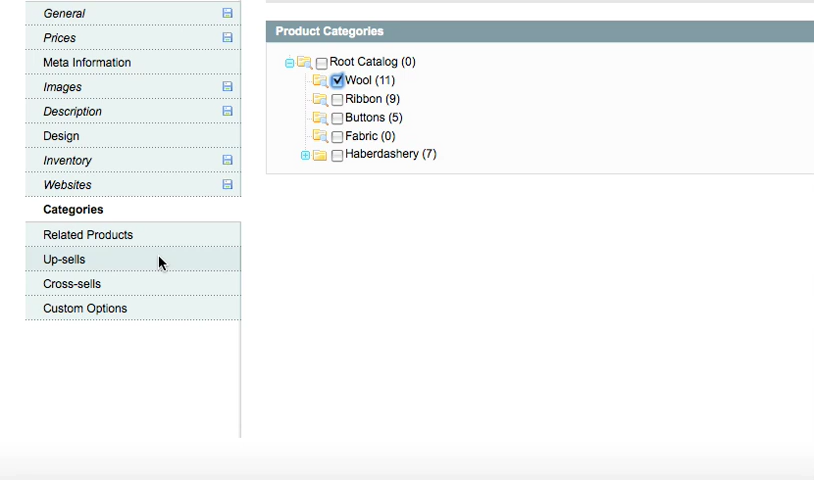 General
Prices
Meta Information
Images
Description
Design
Inventory
Websites
Categories
Related Products
Up-sells
Cross-sells
Custom Options
Product Categories
Root Catalog (0)
Wool (11)
Ribbon (9)
Buttons (5)
Fabric (0)
Haberdashery (7)